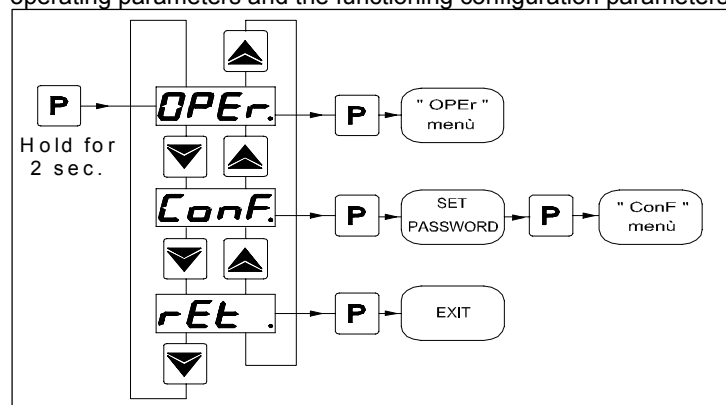 operating parameters and the functioning configuration parameters
P
Hold for
2 sec.
OPEr.
P
" OPEr "
menù
ConF.
P
SET
PASSWORD
P
" ConF "
menù
rEt .
P
EXIT